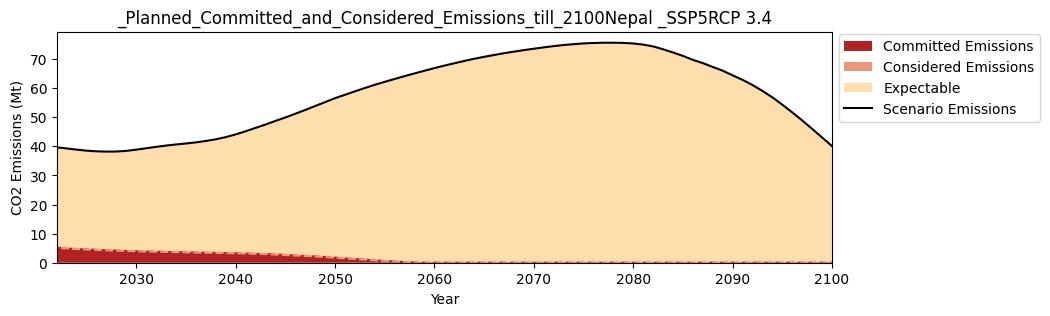 _Planned_Committed_and_Considered_Emissions_till_2100Nepal _SSP5RCP 3.4
Committed Emissions
Considered Emissions
Expectable
Scenario Emissions
CO2 Emissions (Mt)
70
60
50
40
30
20
10
0
2030 2040 2050 2060 2070 2080 2090 2100
Year